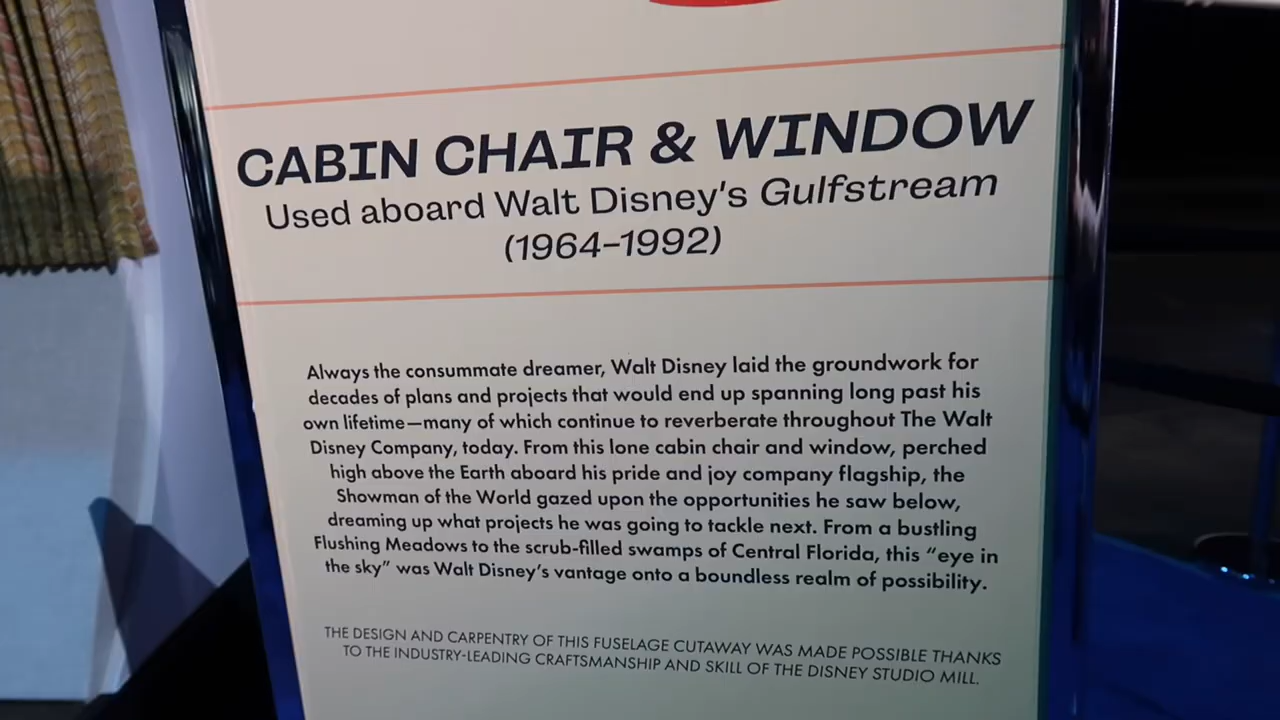 CABIN CHAIR & WINDOW
Used aboard Walt Disney's Gulfstream
(1964–1992)
Always the consummate dreamer, Walt Disney laid the groundwork for
decades of plans and projects that would end up spanning long past his
own lifetime—many of which continue to reverberate throughout The Walt
Disney Company, today. From this lone cabin chair and window, perched
high above the Earth aboard his pride and joy company flagship, the
Showman of the World gazed upon the opportunities he saw below,
dreaming up what projects he was going to tackle next. From a bustling
Flushing Meadows to the scrub-filled swamps of Central Florida, this “eye in
the sky” was Walt Disney’s vantage onto a boundless realm of possibility.
THE DESIGN AND CARPENTRY OF THIS FUSELAGE CUTAWAY WAS MADE POSSIBLE THANKS
TO THE INDUSTRY-LEADING CRAFTSMANSHIP AND SKILL OF THE DISNEY STUDIO MILL.